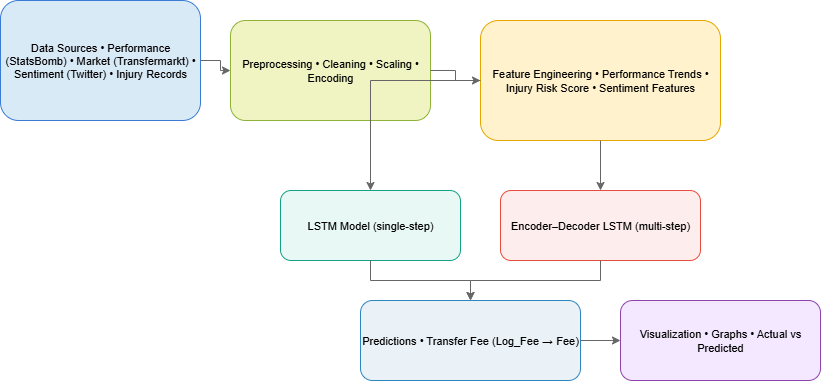 Data Sources • Performance
(StatsBomb) • Market (Transfermarkt) •
Sentiment (Twitter) • Injury Records
Preprocessing • Cleaning • Scaling •
Encoding
Feature Engineering • Performance Trends •
Injury Risk Score • Sentiment Features
LSTM Model (single-step)
Encoder–Decoder LSTM (multi-step)
Predictions • Transfer Fee (Log_Fee → Fee)
Visualization • Graphs • Actual vs
Predicted